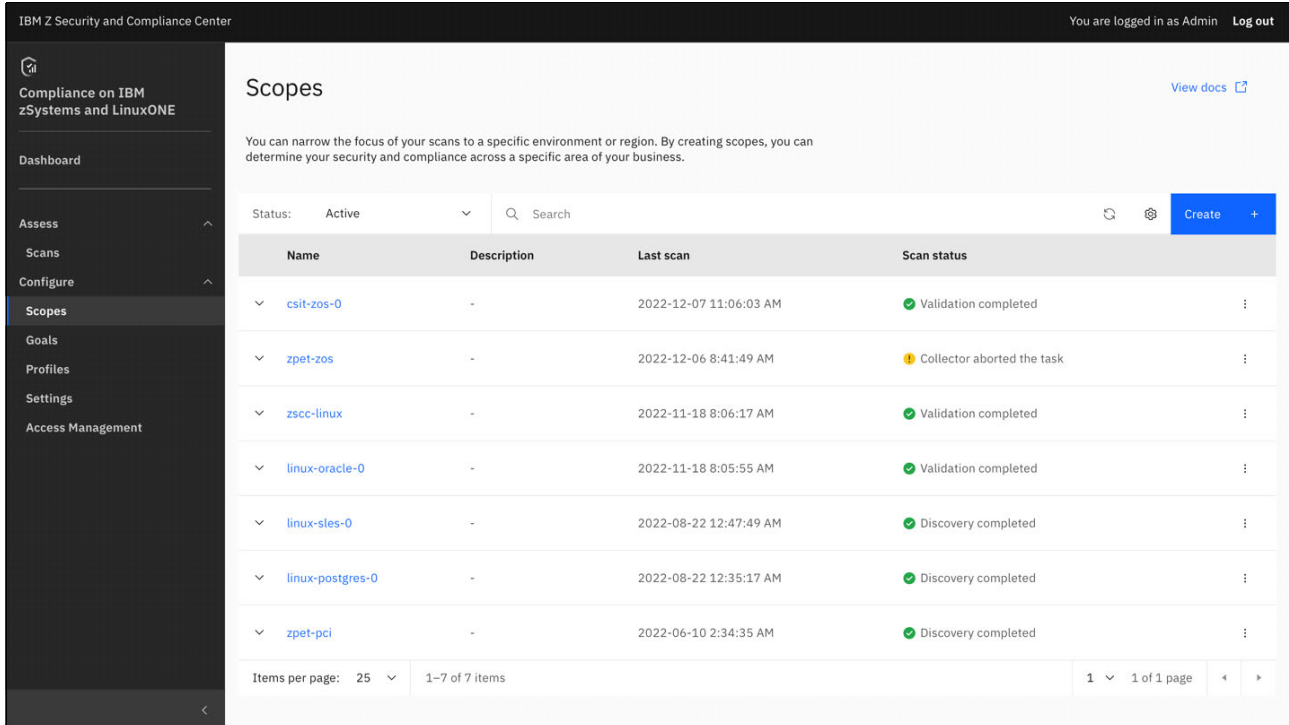 IBM Z Security and Compliance Center
You are logged in as Admin Log out
Compliance on IBM
zSystems and LinuxONE
Dashboard
Assess
Scans
Configure
Scopes
Goals
Profiles
Settings
Access Management
Scopes
View docs
You can narrow the focus of your scans to a specific environment or region. By creating scopes, you can
determine your security and compliance across a specific area of your business.
Status: Active Search Create +
Name Description Last scan Scan status
csit-zos-0 - 2022-12-07 11:06:03 AM Validation completed
zpet-zos - 2022-12-06 8:41:49 AM Collector aborted the task
zscc-linux - 2022-11-18 8:06:17 AM Validation completed
linux-oracle-0 - 2022-11-18 8:05:55 AM Validation completed
linux-sles-0 - 2022-08-22 12:47:49 AM Discovery completed
linux-postgres-0 - 2022-08-22 12:35:17 AM Discovery completed
zpet-pci - 2022-06-10 2:34:35 AM Discovery completed
Items per page: 25 1–7 of 7 items 1 1 of 1 page